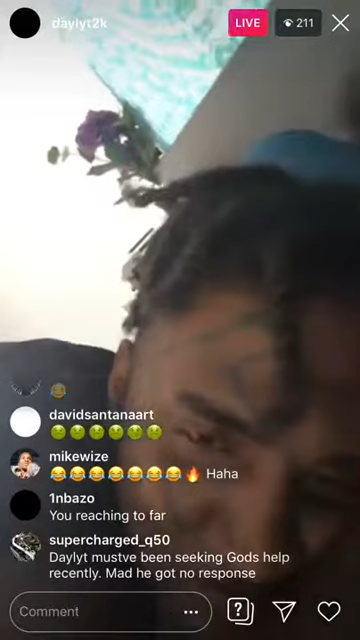 daylyt2k
LIVE
211
davidsantanaart
mikewize
Haha
1nbazo
You reaching to far
supercharged_q50
Daylyt mustve been seeking Gods help
recently. Mad he got no response
Comment